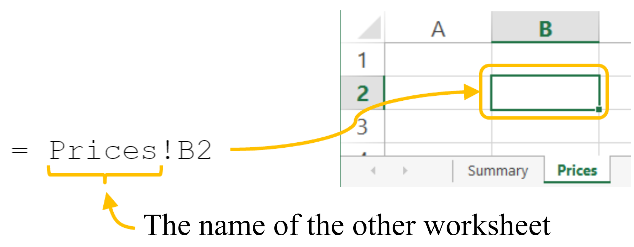 A B
1
2
3
= Prices!B2
Summary Prices
The name of the other worksheet